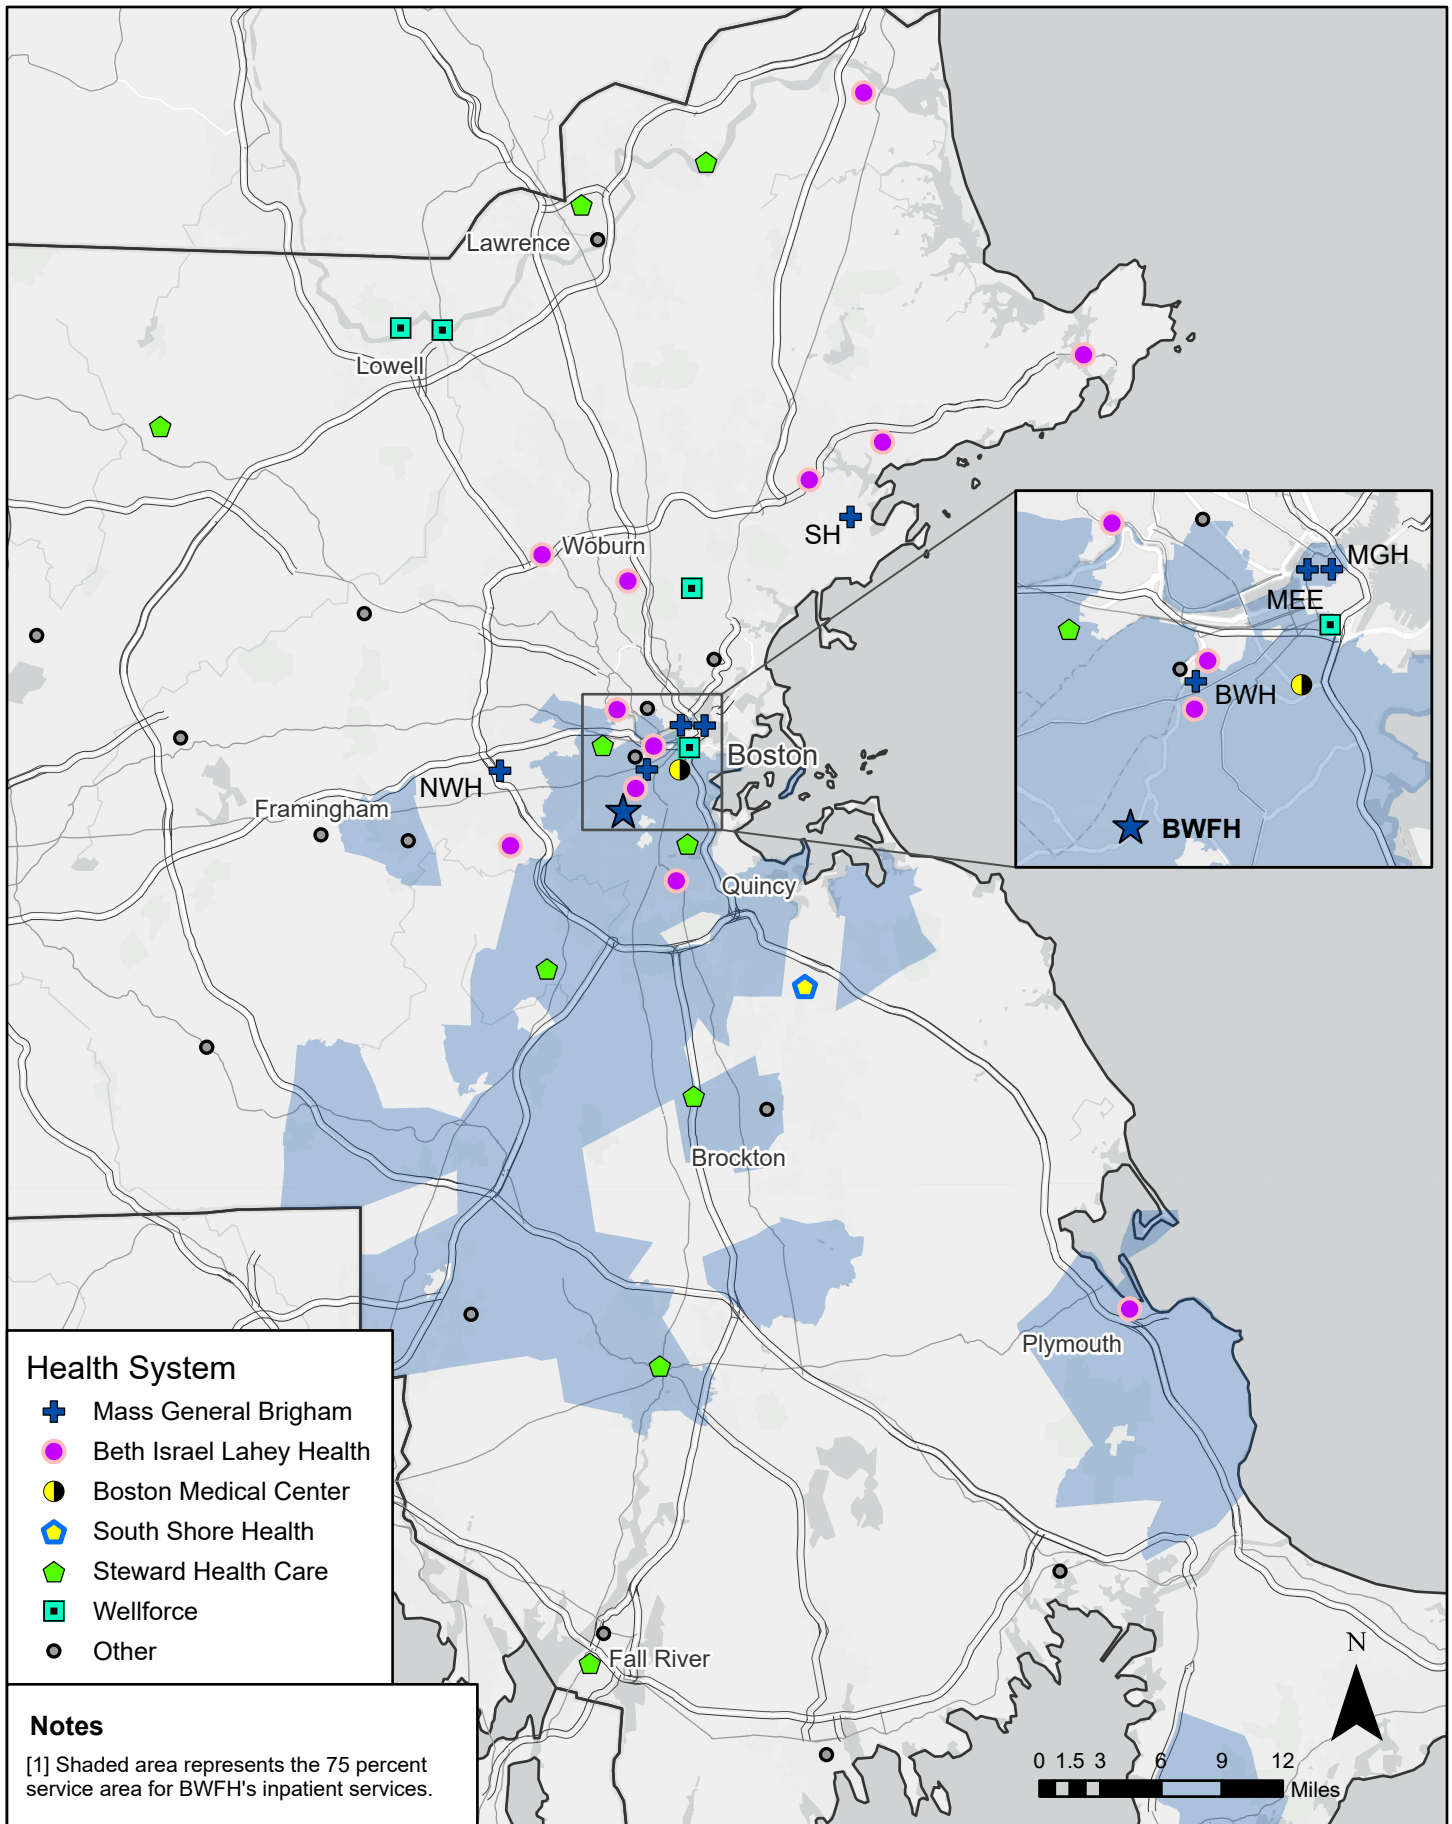 Lawrence
Lowell
SH
Woburn
MGH
MEE
BWH
BWFH
Boston
NWH
Framingham
Quincy
Brockton
Plymouth
Fall River
Health System
Mass General Brigham
Beth Israel Lahey Health
Boston Medical Center
South Shore Health
Steward Health Care
Wellforce
Other
Notes
[1] Shaded area represents the 75 percent
service area for BWFH's inpatient services.
N
0 1.5 3 6 9 12
Miles